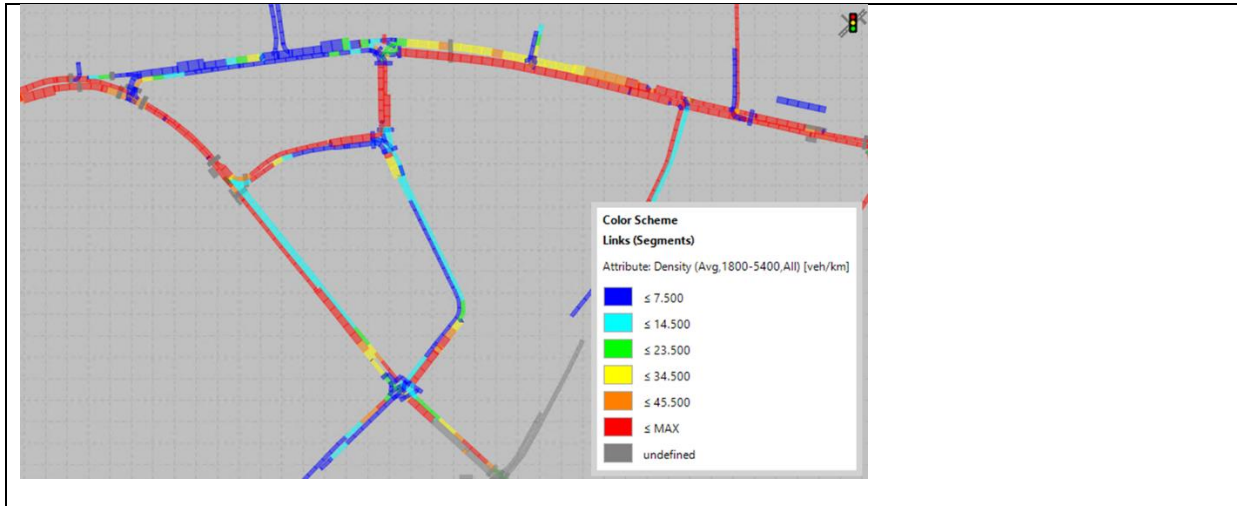 Color Scheme
Links (Segments)
Attribute: Density (Avg,1800-5400,All) [veh/km]
≤ 7.500
≤ 14.500
≤ 23.500
≤ 34.500
≤ 45.500
≤ MAX
undefined